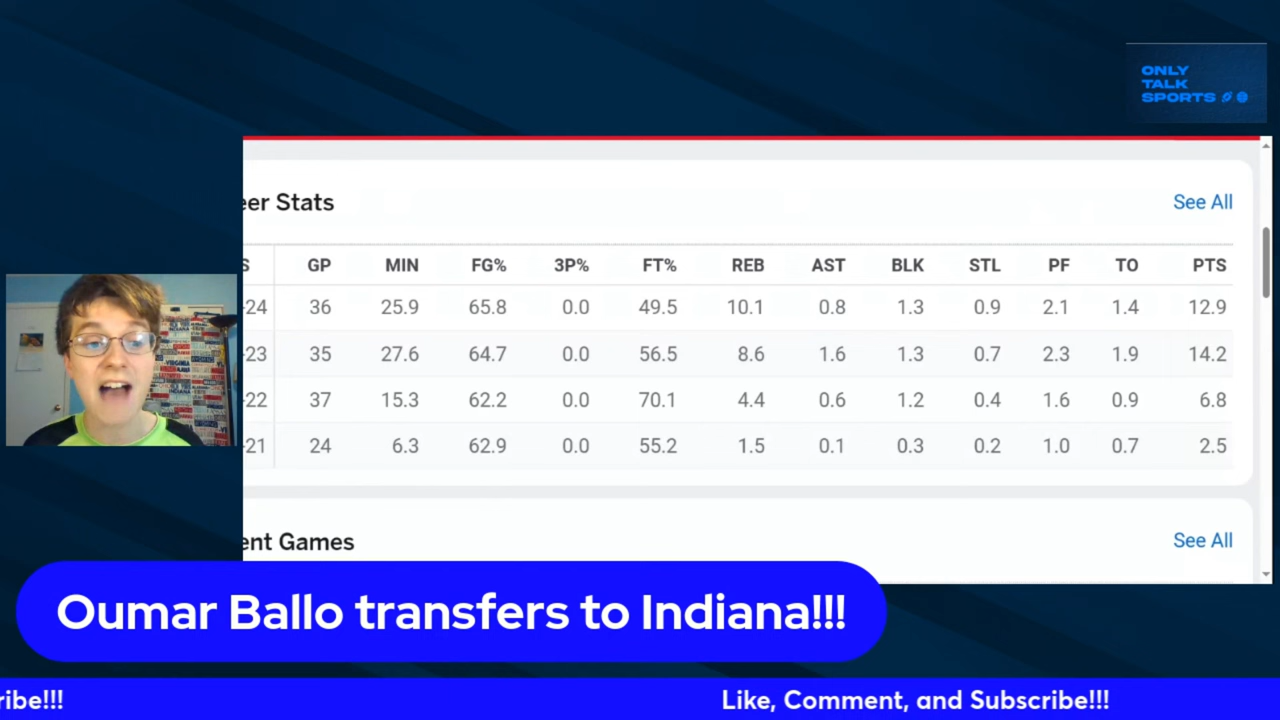 ONLY
TALK
SPORTS
eer Stats
See All
S GP MIN FG% 3P% FT% REB AST BLK STL PF TO PTS
-24 36 25.9 65.8 0.0 49.5 10.1 0.8 1.3 0.9 2.1 1.4 12.9
-23 35 27.6 64.7 0.0 56.5 8.6 1.6 1.3 0.7 2.3 1.9 14.2
-22 37 15.3 62.2 0.0 70.1 4.4 0.6 1.2 0.4 1.6 0.9 6.8
-21 24 6.3 62.9 0.0 55.2 1.5 0.1 0.3 0.2 1.0 0.7 2.5
VIRGINIA
INDIANA
ent Games
See All
Oumar Ballo transfers to Indiana!!!
ribe!!!
Like, Comment, and Subscribe!!!